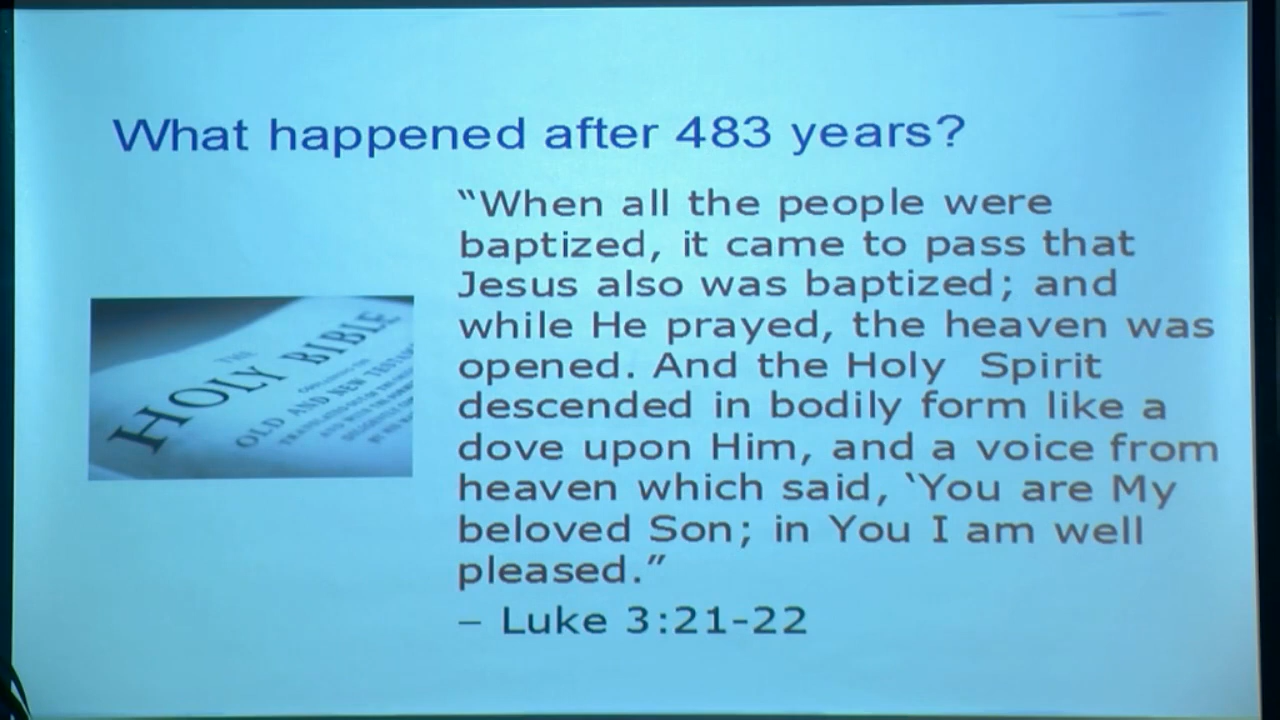 What happened after 483 years?
“When all the people were
baptized, it came to pass that
Jesus also was baptized; and
while He prayed, the heaven was
opened. And the Holy Spirit
descended in bodily form like a
dove upon Him, and a voice from
heaven which said, ‘You are My
beloved Son; in You I am well
pleased.”
– Luke 3:21-22
THE
HOLY BIBLE
OLD AND NEW